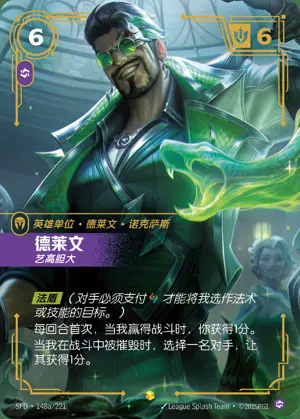 6
6
英雄单位・德莱文・诺克萨斯
德莱文
艺高胆大
法盾（对手必须支付 才能将我选作法术
或技能的目标。）
每回合首次，当我赢得战斗时，你获得1分。
当我在战斗中被摧毁时，选择一名对手，让
其获得1分。
SFD・148a/221
League Splash Team・©2025RGI